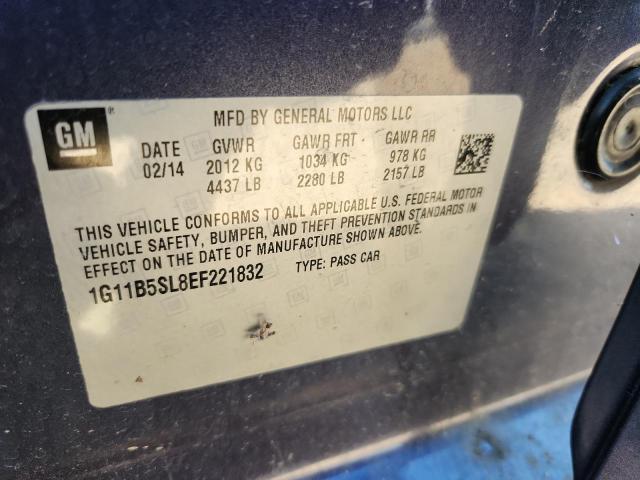 GM ®
MFD BY GENERAL MOTORS LLC
DATE GVWR GAWR FRT GAWR RR
02/14 2012 KG 1034 KG 978 KG
4437 LB 2280 LB 2157 LB
THIS VEHICLE CONFORMS TO ALL APPLICABLE U.S. FEDERAL MOTOR
VEHICLE SAFETY, BUMPER, AND THEFT PREVENTION STANDARDS IN
EFFECT ON THE DATE OF MANUFACTURE SHOWN ABOVE.
1G11B5SL8EF221832 TYPE: PASS CAR